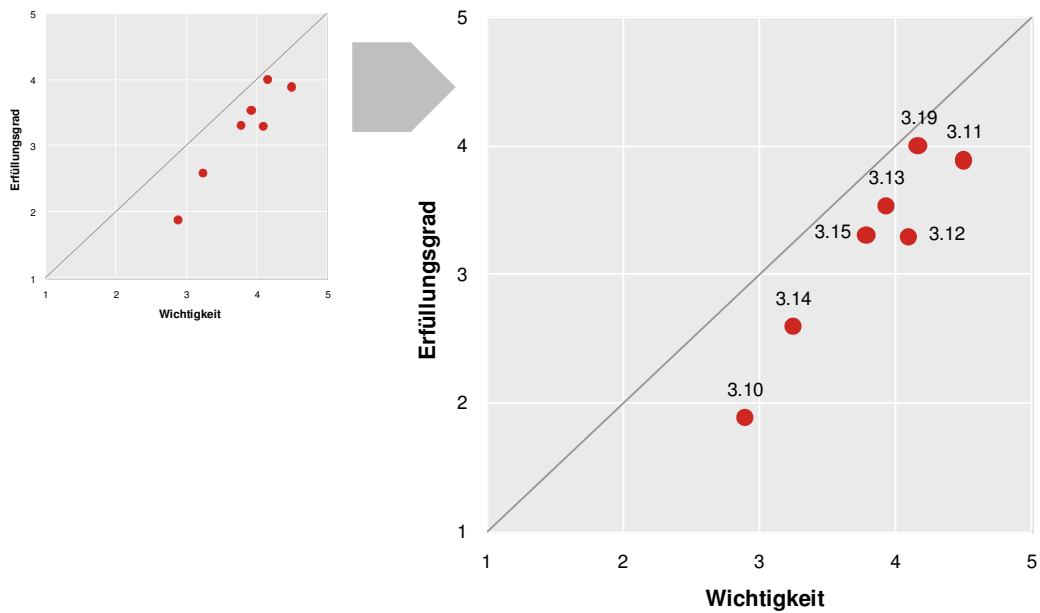 5
4
3
2
1
1 2 3 4 5
Erfüllungsgrad
Wichtigkeit
5
4
3
2
1
1 2 3 4 5
Erfüllungsgrad
Wichtigkeit
3.19
3.11
3.13
3.15
3.12
3.14
3.10